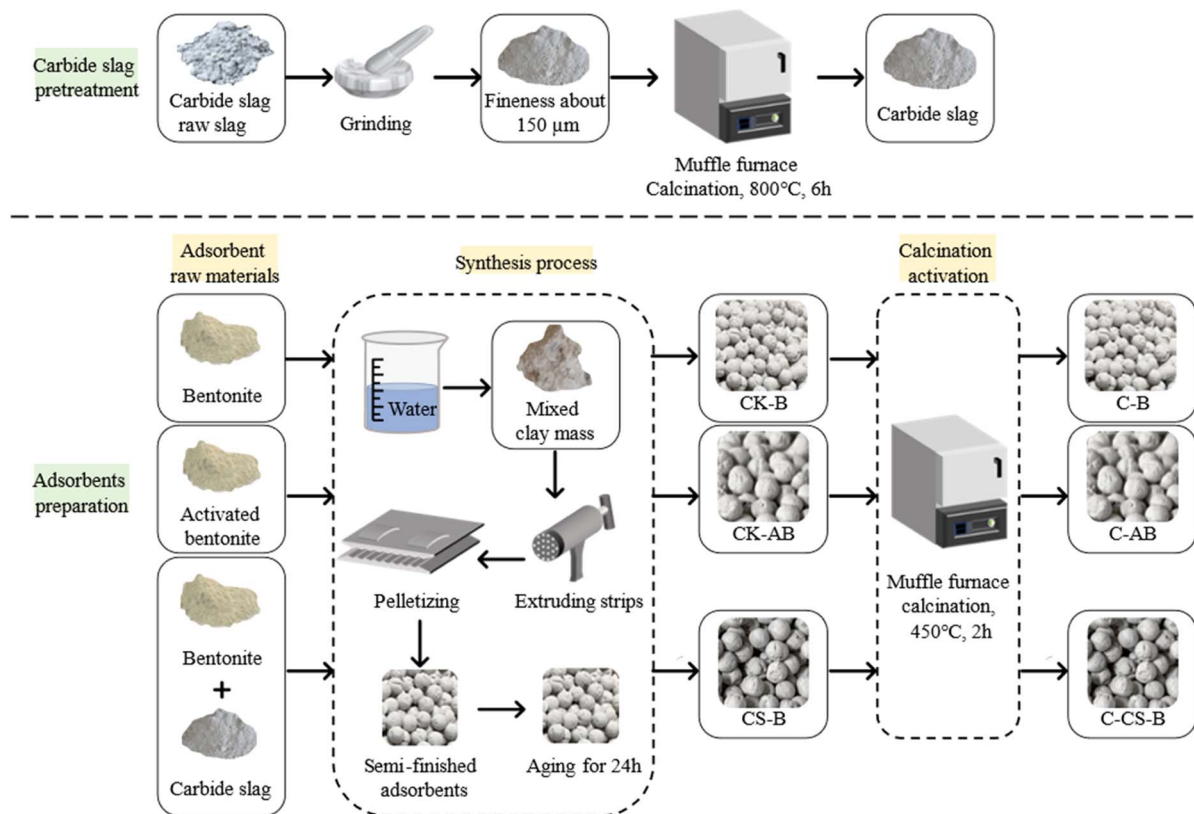 Carbide slag
pretreatment
Carbide slag
raw slag
Grinding
Fineness about
150 µm
Muffle furnace
Calcination, 800℃, 6h
Carbide slag
Adsorbent
raw materials
Synthesis process
Calcination
activation
Adsorbents
preparation
Bentonite
Activated
bentonite
Bentonite
+
Carbide slag
Water
Mixed
clay mass
Pelletizing
Extruding strips
Semi-finished
adsorbents
Aging for 24h
CK-B
CK-AB
CS-B
Muffle furnace
calcination,
450℃, 2h
C-B
C-AB
C-CS-B